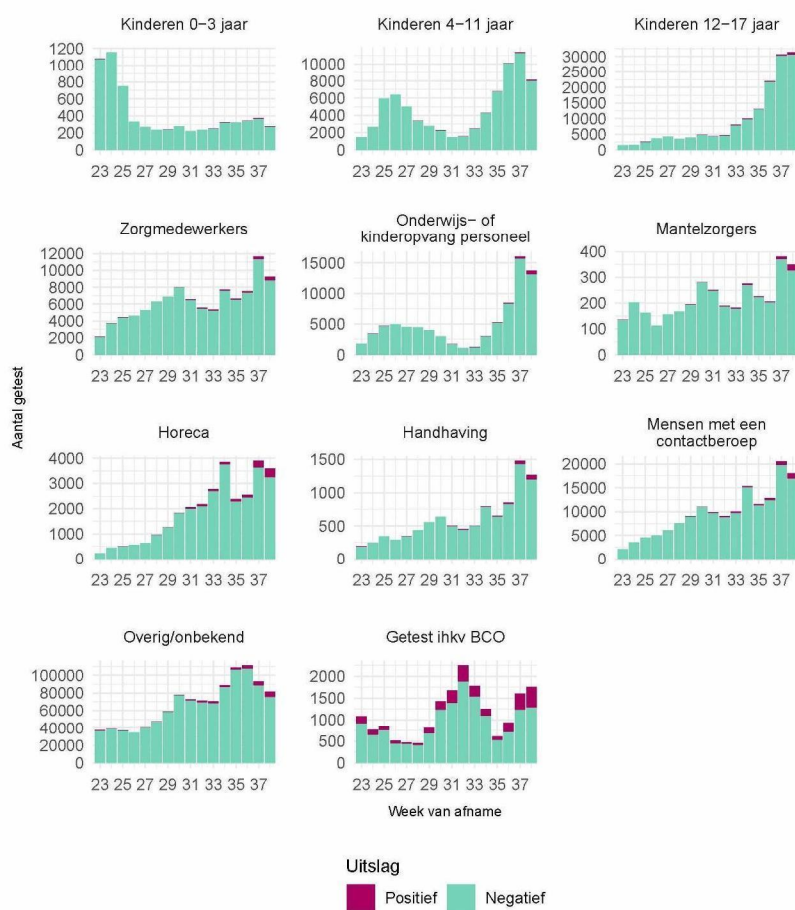 Kinderen 0−3 jaar
1200
1000
800
600
400
200
0
23 25 27 29 31 33 35 37
Kinderen 4−11 jaar
10000
8000
6000
4000
2000
0
23 25 27 29 31 33 35 37
Kinderen 12−17 jaar
30000
25000
20000
15000
10000
5000
0
23 25 27 29 31 33 35 37
Zorgmedewerkers
12000
10000
8000
6000
4000
2000
0
23 25 27 29 31 33 35 37
Onderwijs− of
kinderopvang personeel
15000
10000
5000
0
23 25 27 29 31 33 35 37
Mantelzorgers
400
300
200
100
0
23 25 27 29 31 33 35 37
Aantal getest
Horeca
4000
3000
2000
1000
0
23 25 27 29 31 33 35 37
Handhaving
1500
1000
500
0
23 25 27 29 31 33 35 37
Mensen met een
contactberoep
20000
15000
10000
5000
0
23 25 27 29 31 33 35 37
Overig/onbekend
100000
80000
60000
40000
20000
0
23 25 27 29 31 33 35 37
Getest ihkv BCO
2000
1500
1000
500
0
23 25 27 29 31 33 35 37
Week van afname
Uitslag
Positief Negatief